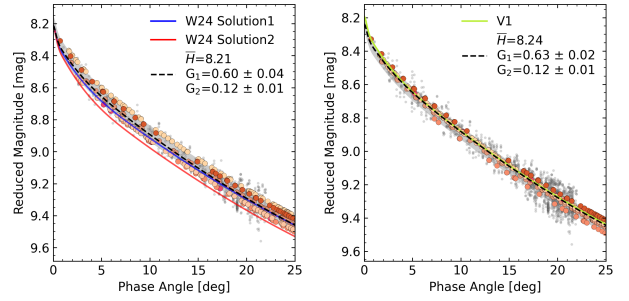 W24 Solution1
W24 Solution2
H̅=8.21
G₁=0.60 ± 0.04
G₂=0.12 ± 0.01
8.2
8.4
8.6
8.8
9.0
9.2
9.4
9.6
Reduced Magnitude [mag]
0
5
10
15
20
25
Phase Angle [deg]
V1
H̅=8.24
G₁=0.63 ± 0.02
G₂=0.12 ± 0.01
8.2
8.4
8.6
8.8
9.0
9.2
9.4
9.6
Reduced Magnitude [mag]
0
5
10
15
20
25
Phase Angle [deg]